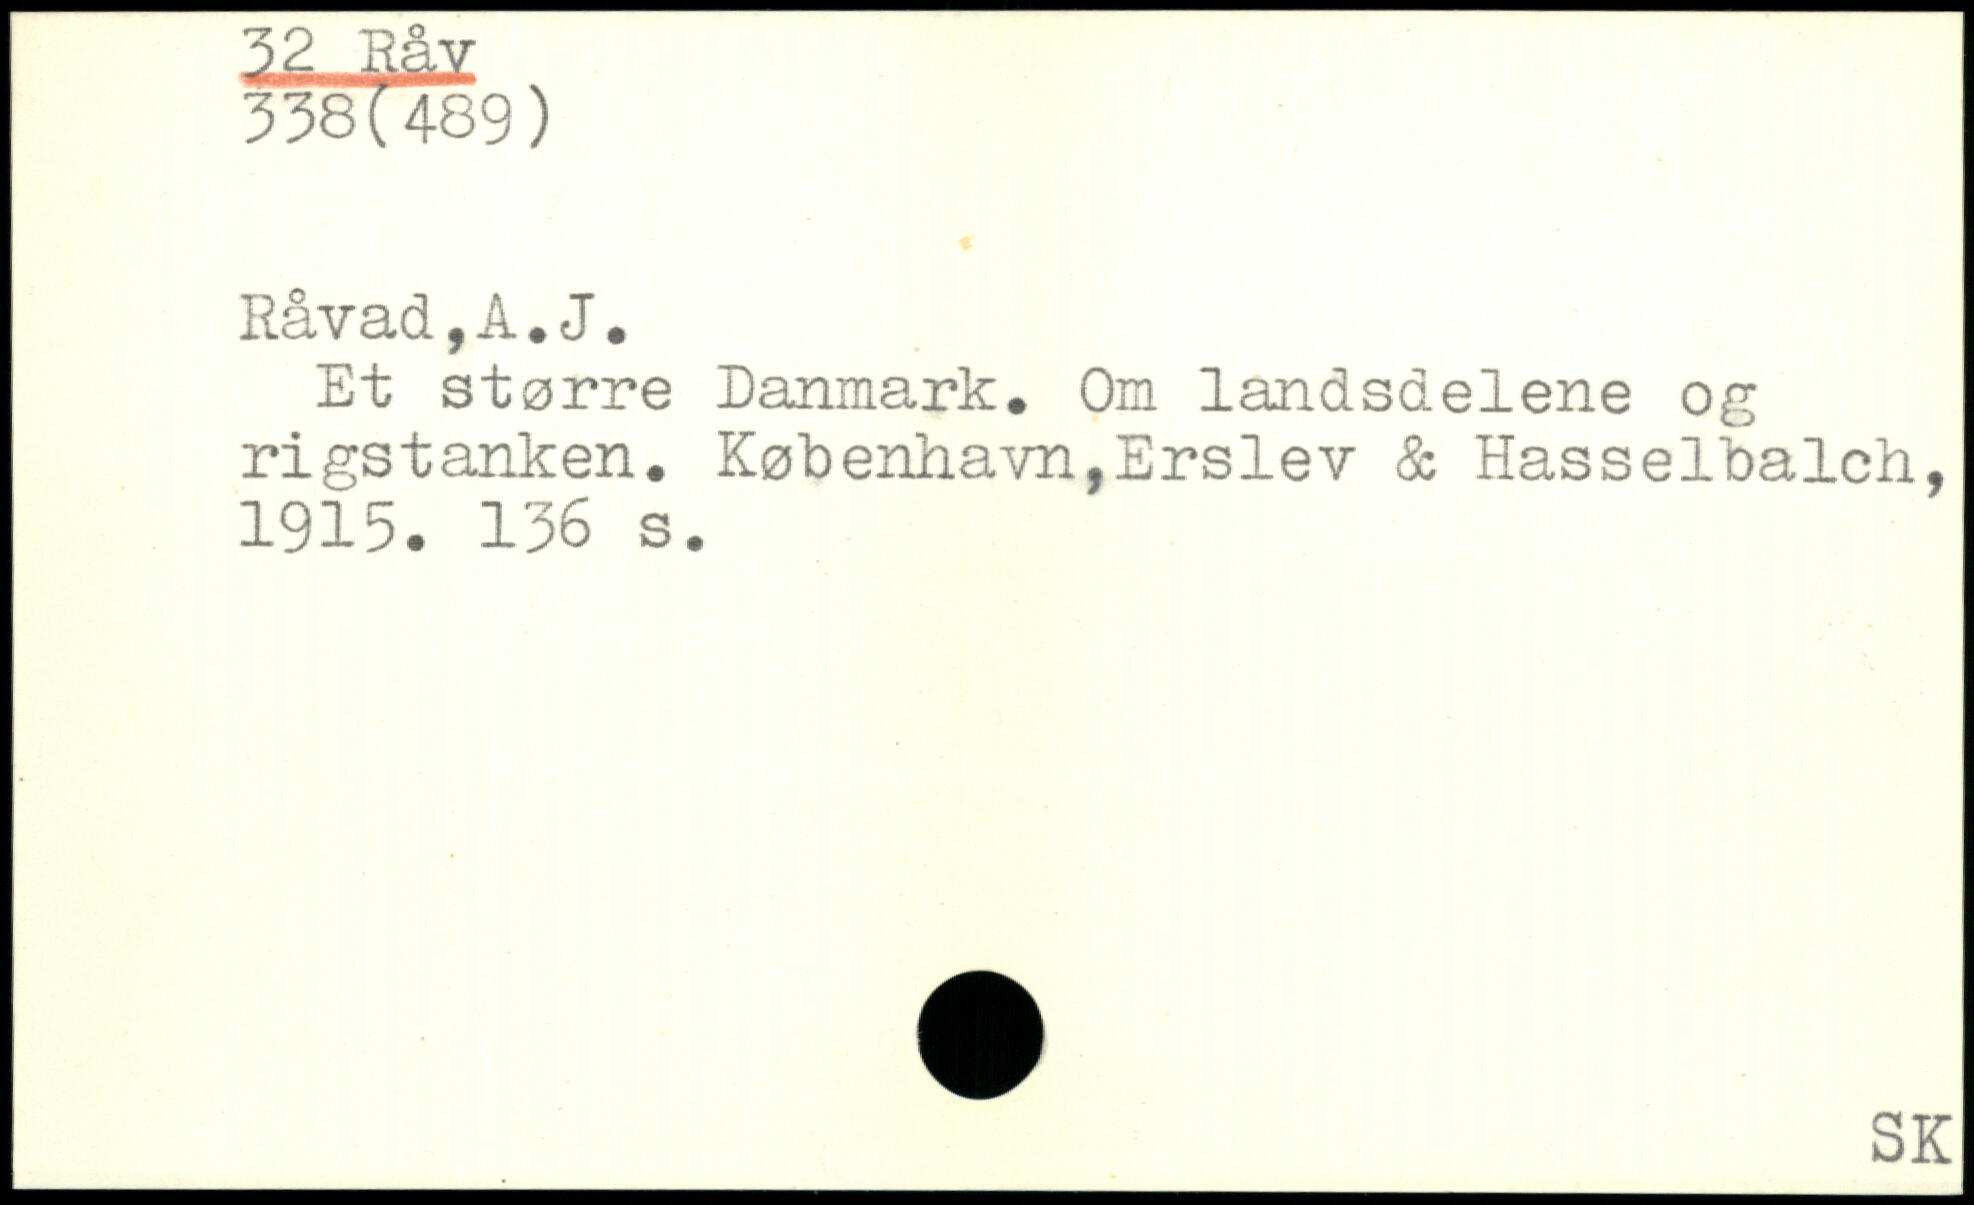 32 Råv
338(489)
Råvad,A.J.
Et større Danmark. Om landsdelene og
rigstanken. København,Erslev & Hasselbalch,
1915. 136 s.
SK